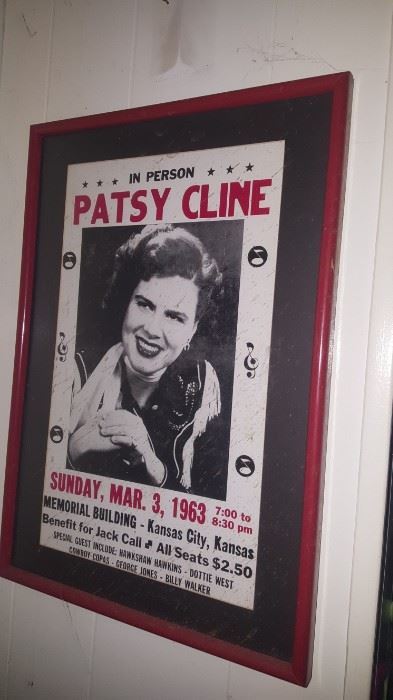 ★ ★ ★ IN PERSON ★ ★ ★
PATSY CLINE
SUNDAY, MAR. 3, 1963 7:00 to 8:30 pm
MEMORIAL BUILDING - Kansas City, Kansas
Benefit for Jack Call ♫ All Seats $2.50
SPECIAL GUEST INCLUDE: HAWKSHAW HAWKINS - DOTTIE WEST
COWBOY COPAS - GEORGE JONES - BILLY WALKER